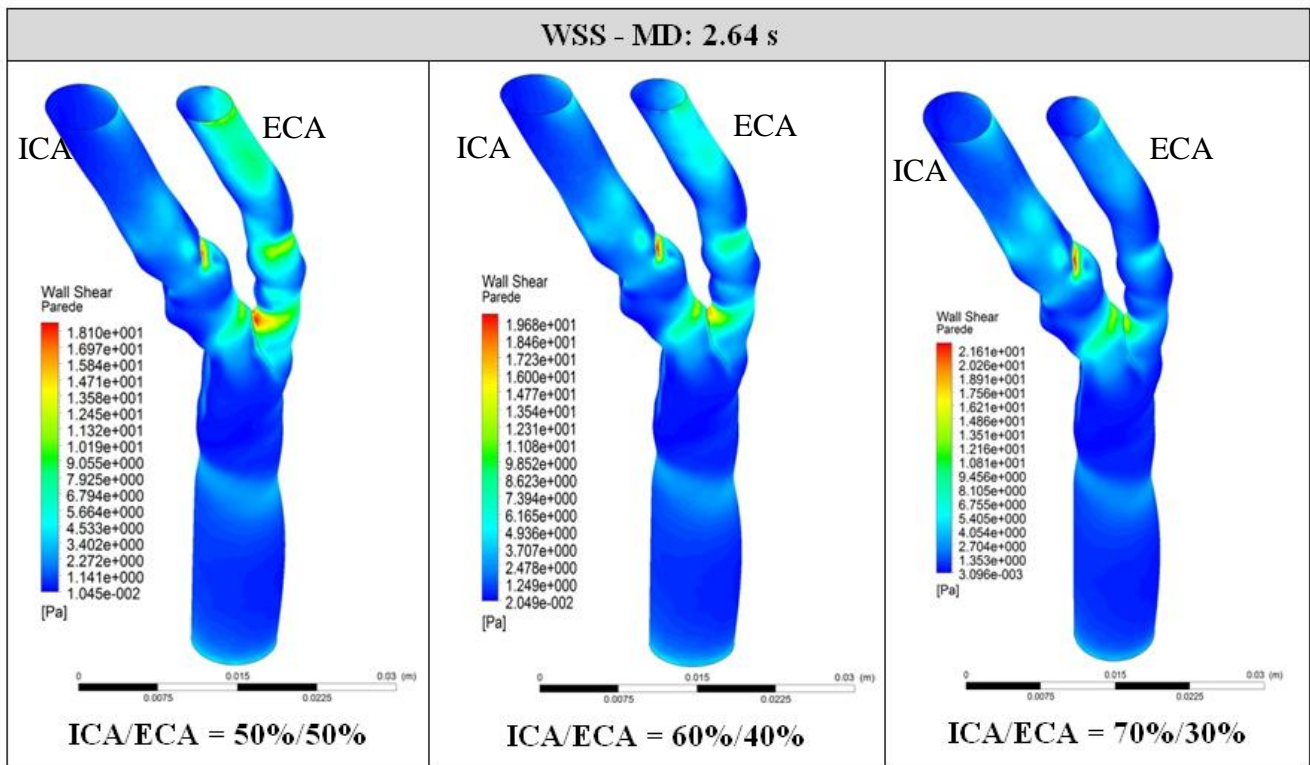 WSS - MD: 2.64 s
ICA
ECA
Wall Shear
Parede
1.810e+001
1.697e+001
1.584e+001
1.471e+001
1.358e+001
1.245e+001
1.132e+001
1.019e+001
9.055e+000
7.925e+000
6.794e+000
5.664e+000
4.533e+000
3.402e+000
2.272e+000
1.141e+000
1.045e-002
[Pa]
0 0.015 0.03 (m)
0.0075 0.0225
ICA/ECA = 50%/50%
ICA
ECA
Wall Shear
Parede
1.968e+001
1.846e+001
1.723e+001
1.600e+001
1.477e+001
1.354e+001
1.231e+001
1.108e+001
9.852e+000
8.623e+000
7.394e+000
6.165e+000
4.936e+000
3.707e+000
2.478e+000
1.249e+000
2.049e-002
[Pa]
0 0.015 0.03 (m)
0.0075 0.0225
ICA/ECA = 60%/40%
ICA
ECA
Wall Shear
Parede
2.161e+001
2.026e+001
1.891e+001
1.756e+001
1.621e+001
1.486e+001
1.351e+001
1.216e+001
1.081e+001
9.456e+000
8.105e+000
6.755e+000
5.405e+000
4.054e+000
2.704e+000
1.353e+000
3.096e-003
[Pa]
0 0.015 0.03 (m)
0.0075 0.0225
ICA/ECA = 70%/30%